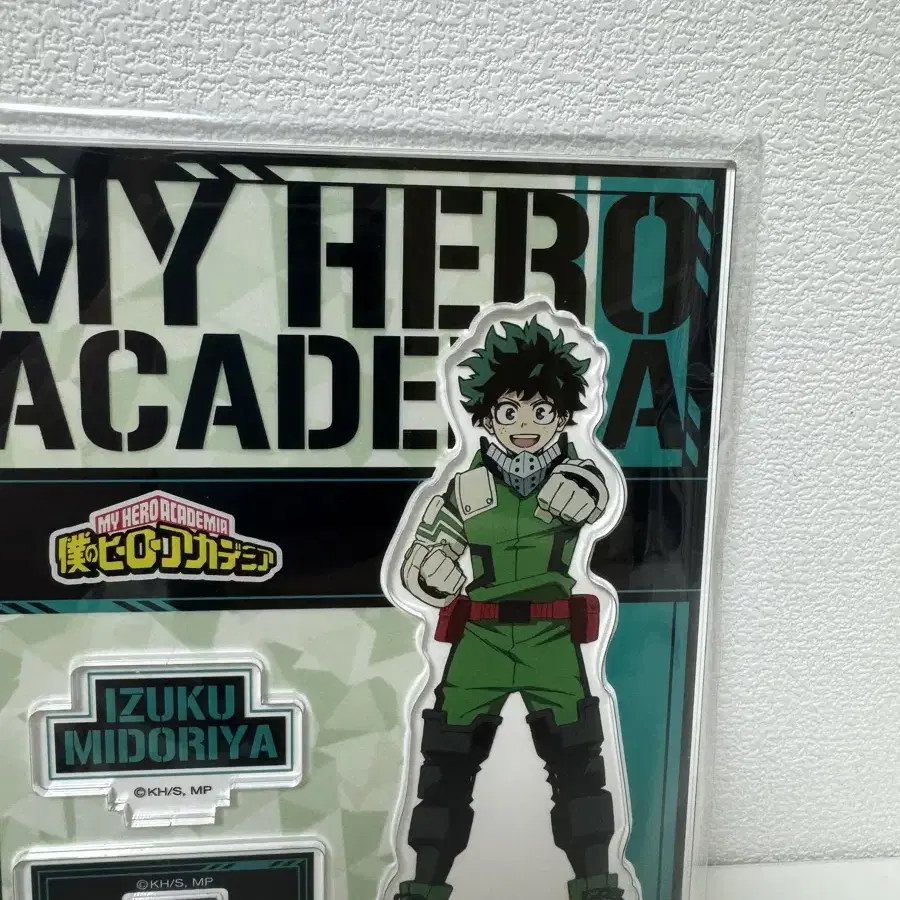 MY HERO
ACADE A
MY HERO ACADEMIA
僕のヒーローアカデミア
IZUKU
MIDORIYA
©KH/S, MP
©KH/S, MP